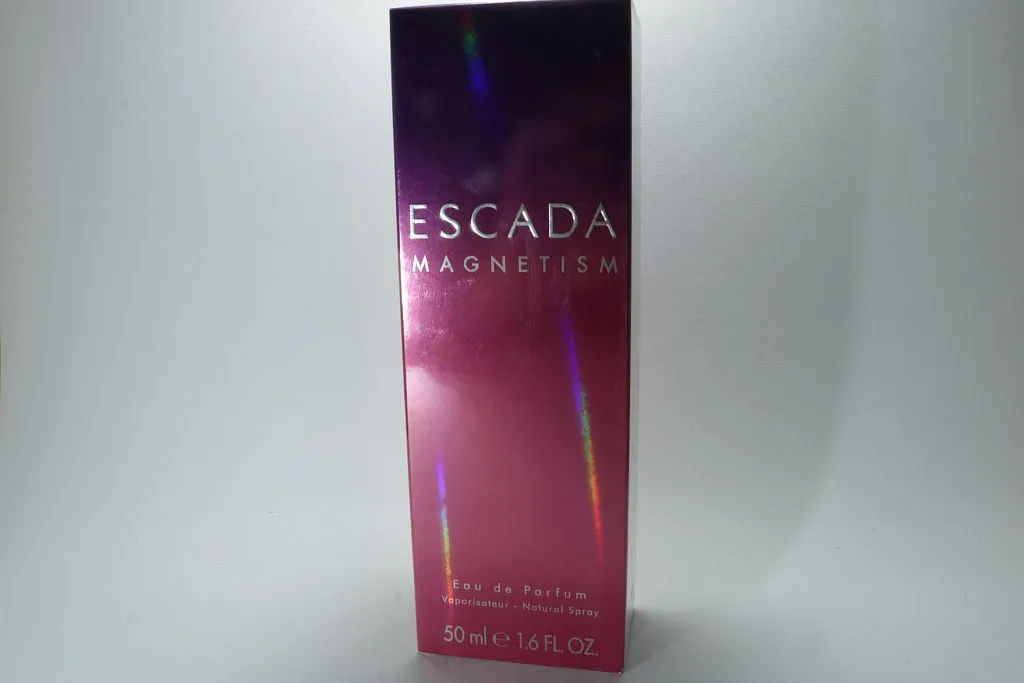 ESCADA
MAGNETISM
Eau de Parfum
Vaporisateur - Natural Spray
50 ml ℮ 1.6 FL. OZ.